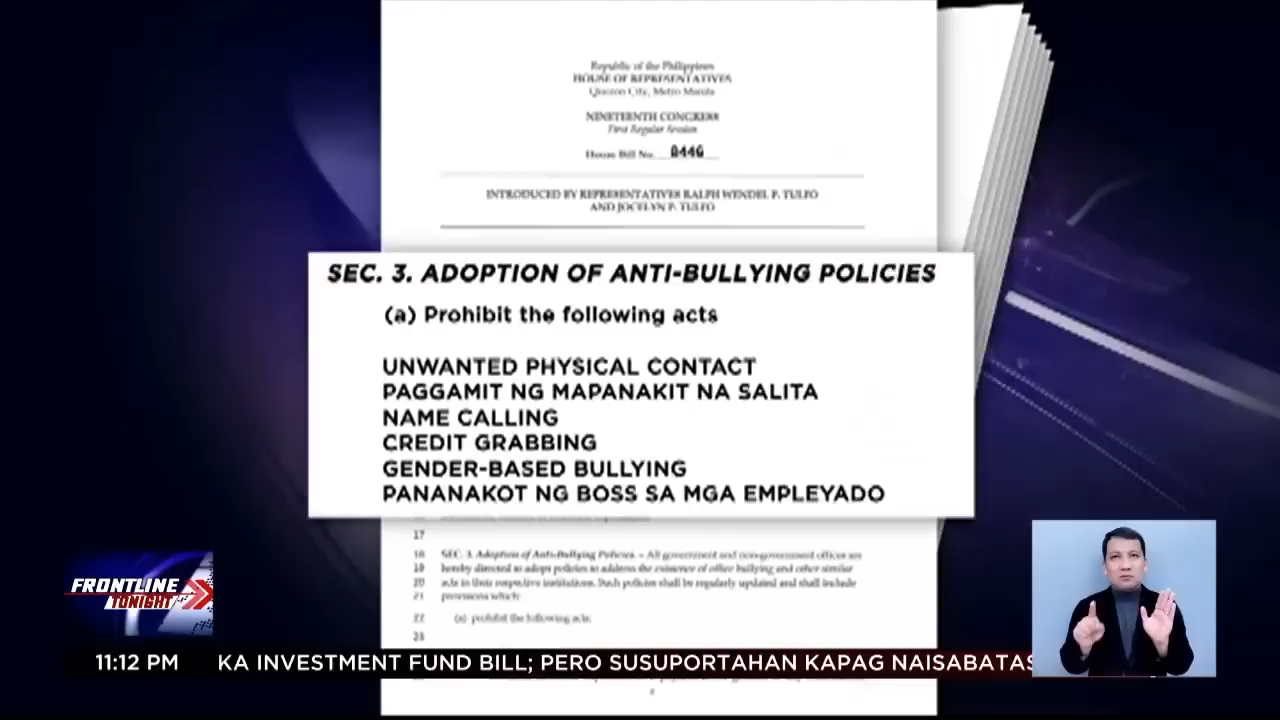 Republic of the Philippines
HOUSE OF REPRESENTATIVES
Quezon City, Metro Manila
NINETEENTH CONGRESS
First Regular Session
House Bill No. 8446
INTRODUCED BY REPRESENTATIVES RALPH WENDEL P. TULFO
AND JOCELYN P. TULFO
SEC. 3. ADOPTION OF ANTI-BULLYING POLICIES
(a) Prohibit the following acts
UNWANTED PHYSICAL CONTACT
PAGGAMIT NG MAPANAKIT NA SALITA
NAME CALLING
CREDIT GRABBING
GENDER-BASED BULLYING
PANANAKOT NG BOSS SA MGA EMPLEYADO
17
18 SEC. 3. Adoption of Anti-Bullying Policies. – All government and non-government offices are
19 hereby directed to adopt policies to address the existence of office bullying and other similar
20 acts in their respective institutions. Such policies shall be regularly updated and shall include
21 provisions which:
22 (a) prohibit the following acts:
23
FRONTLINE
TONIGHT
11:12 PM KA INVESTMENT FUND BILL; PERO SUSUPORTAHAN KAPAG NAISABATAS